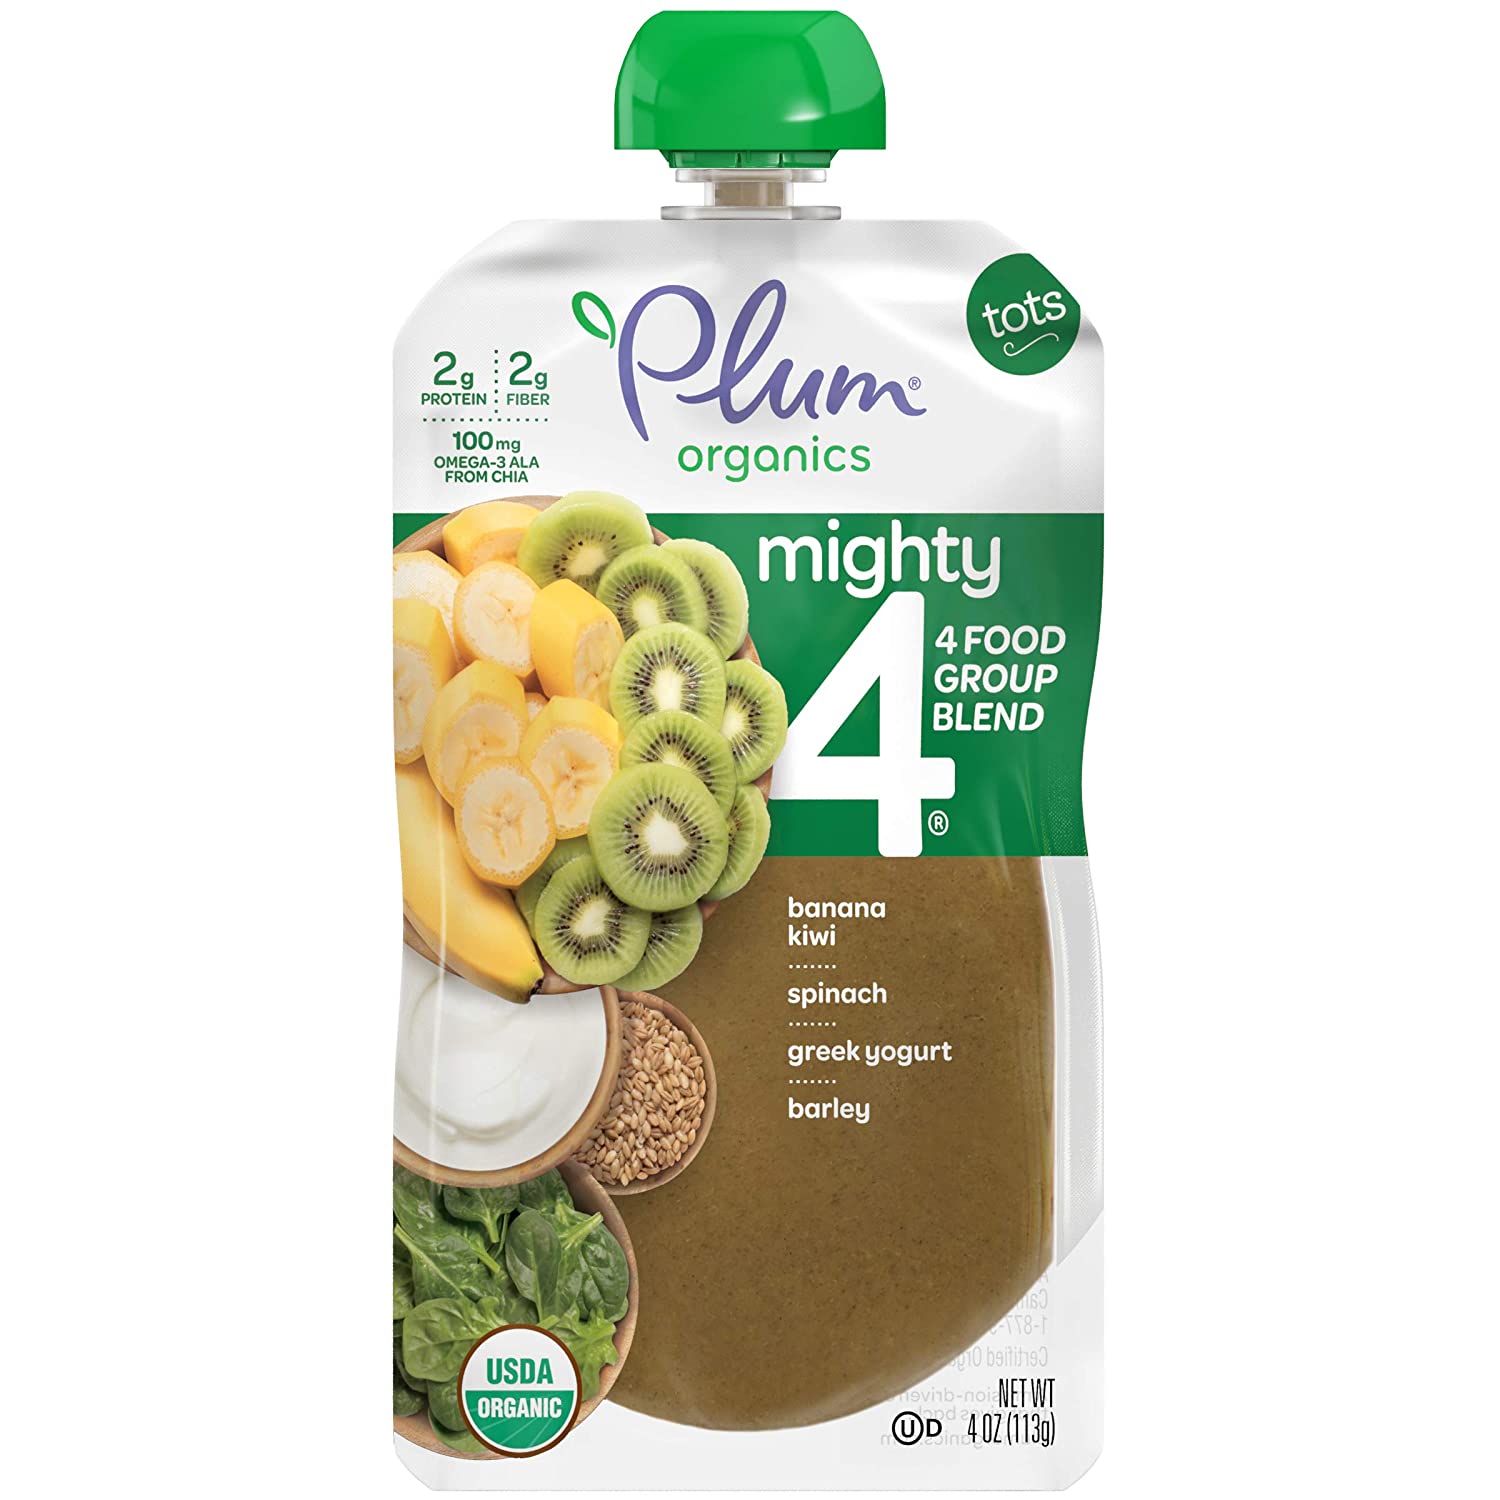 tots
Plum®
organics
2g PROTEIN
2g FIBER
100mg
OMEGA-3 ALA
FROM CHIA
mighty
4®
4 FOOD
GROUP
BLEND
banana
kiwi
spinach
greek yogurt
barley
USDA
ORGANIC
U D
NET WT
4 OZ (113g)